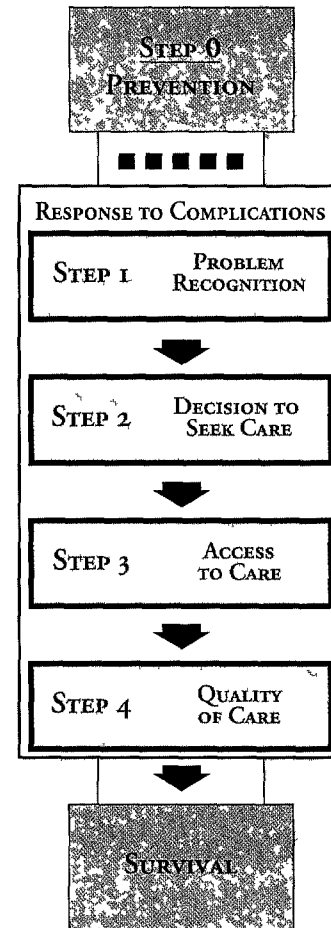 STEP 0
PREVENTION
RESPONSE TO COMPLICATIONS
STEP 1
PROBLEM
RECOGNITION
STEP 2
DECISION TO
SEEK CARE
STEP 3
ACCESS
TO CARE
STEP 4
QUALITY
OF CARE
SURVIVAL